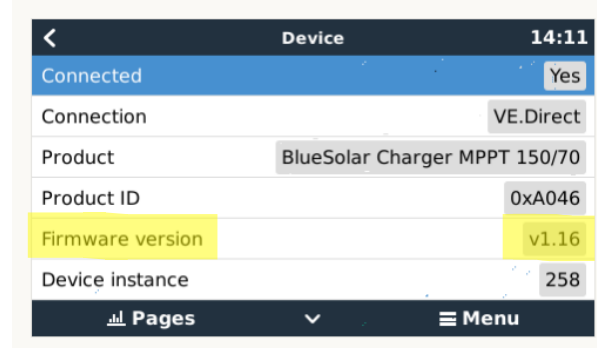 Device 14:11
Connected Yes
Connection VE.Direct
Product BlueSolar Charger MPPT 150/70
Product ID 0xA046
Firmware version v1.16
Device instance 258
Pages Menu